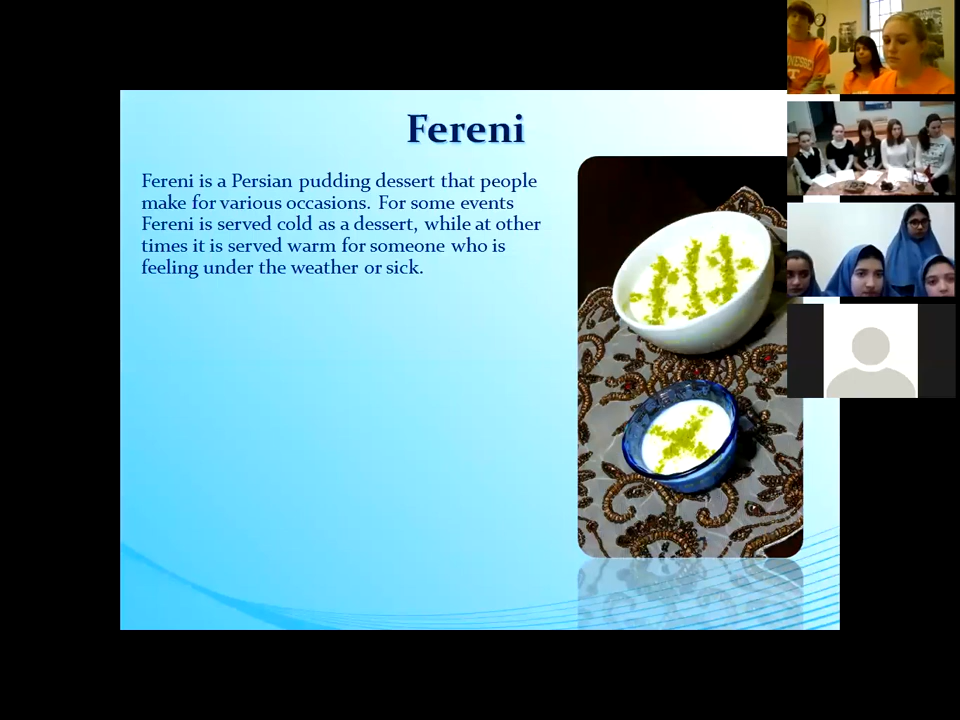 Fereni
Fereni is a Persian pudding dessert that people
make for various occasions. For some events
Fereni is served cold as a dessert, while at other
times it is served warm for someone who is
feeling under the weather or sick.
NESSE